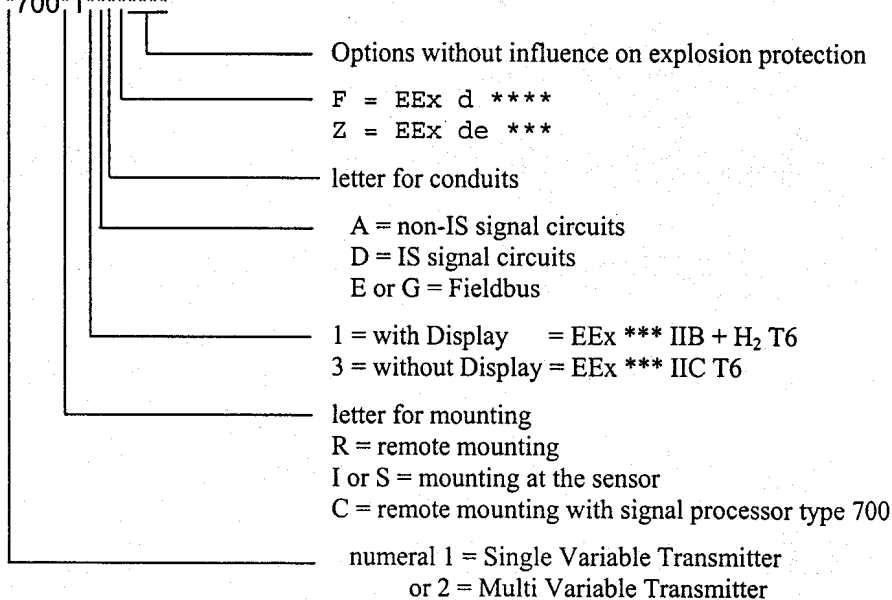 *700*1********
Options without influence on explosion protection
F = EEx d ****
Z = EEx de ***
letter for conduits
A = non-IS signal circuits
D = IS signal circuits
E or G = Fieldbus
1 = with Display = EEx *** IIB + H₂ T6
3 = without Display = EEx *** IIC T6
letter for mounting
R = remote mounting
I or S = mounting at the sensor
C = remote mounting with signal processor type 700
numeral 1 = Single Variable Transmitter
or 2 = Multi Variable Transmitter